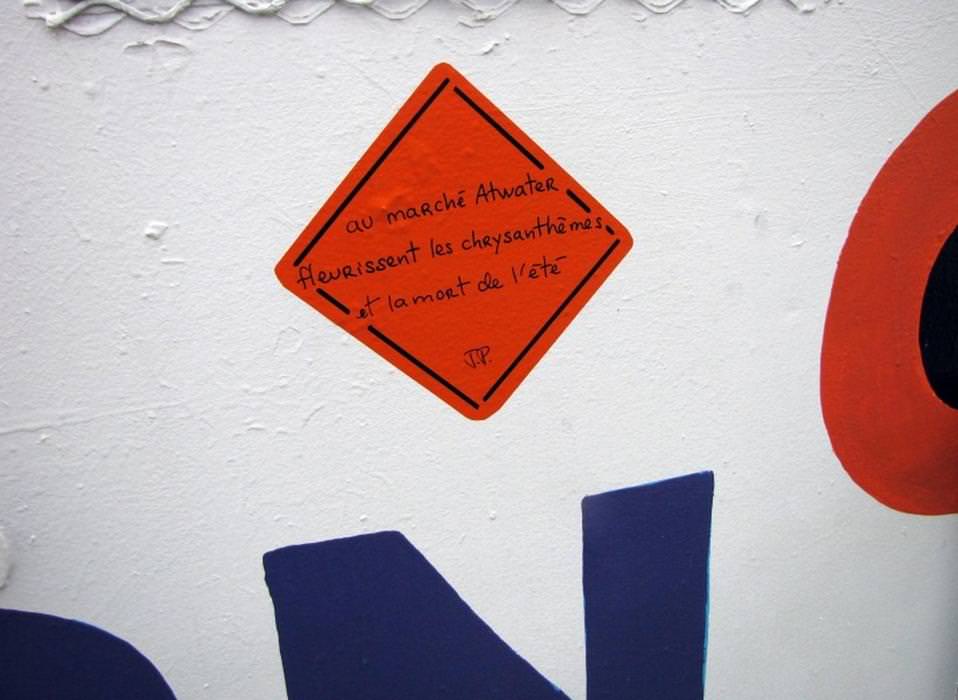 au marché Atwater
fleurissent les chrysanthèmes
et la mort de l'été
J.P.
N